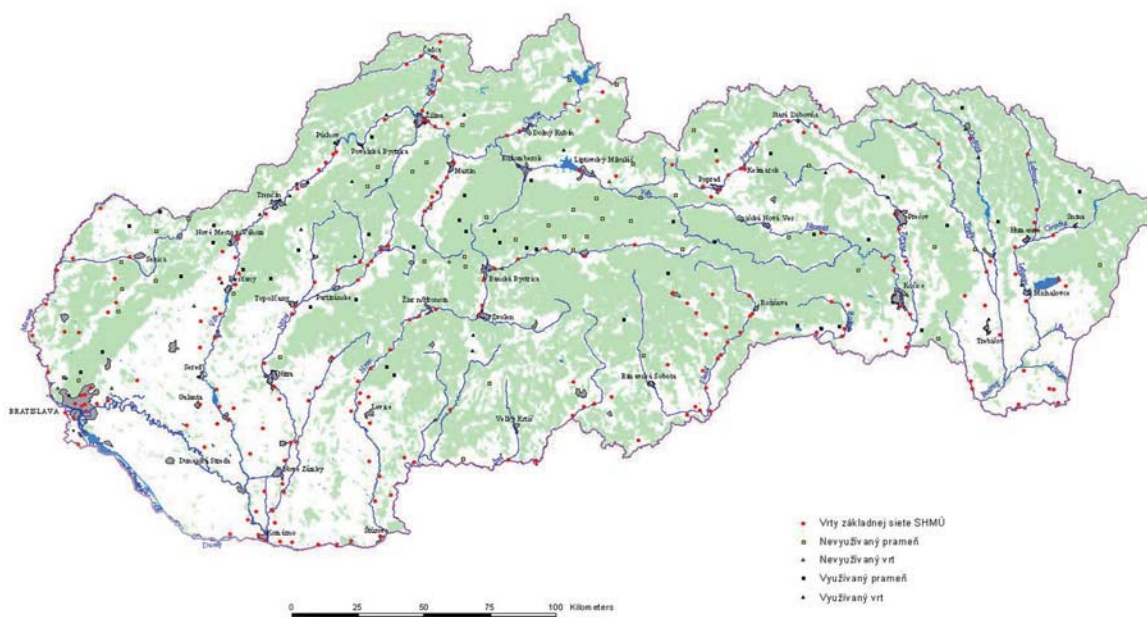 Čadca
Žilina
Dolný Kubín
Púchov
Považská Bystrica
Martin
Ružomberok
Liptovský Mikuláš
Stará Ľubovňa
Kežmarok
Poprad
Trenčín
Spišská Nová Ves
Prešov
Snina
Humenné
Nové Mesto n/Váhom
Senica
Piešťany
Banská Bystrica
Michalovce
Košice
Topoľčany
Partizánske
Žiar n/Hronom
Zvolen
Rožňava
Trebišov
Sereď
Nitra
Rimavská Sobota
Galanta
Levice
BRATISLAVA
Veľký Krtíš
Dunajská Streda
Nové Zámky
Komárno
Štúrovo
Dunaj
Vrty základnej siete SHMÚ
Nevyužívaný prameň
Nevyužívaný vrt
Využívaný prameň
Využívaný vrt
0 25 50 75 100 Kilometers